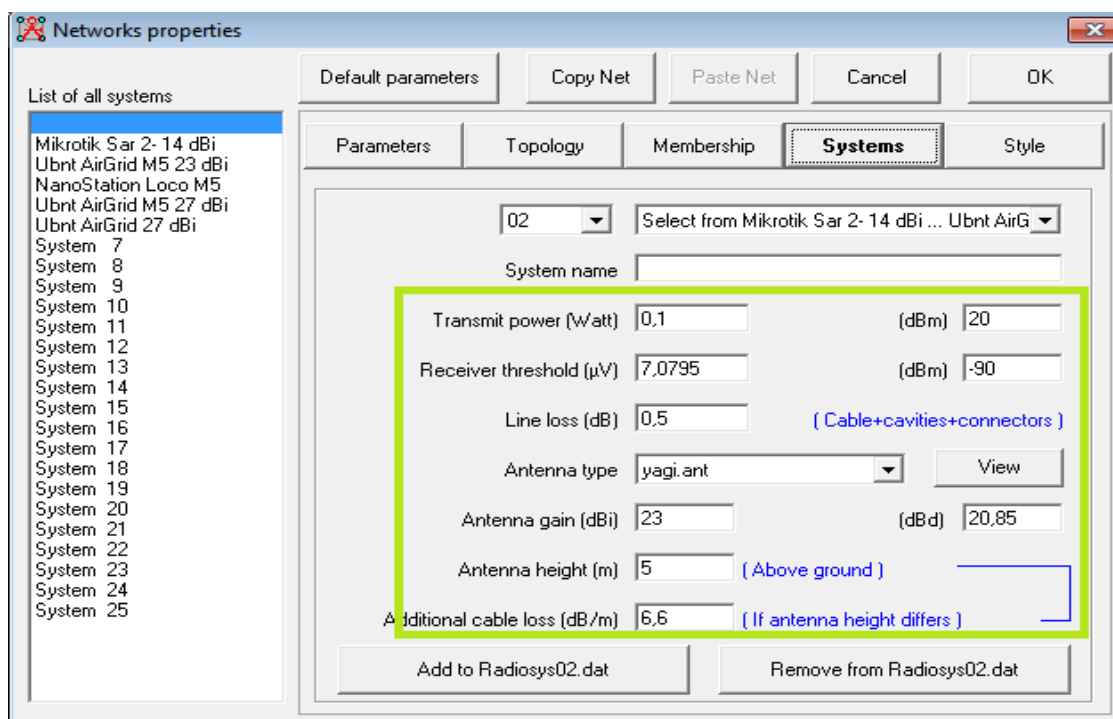 Networks properties
Default parameters
Copy Net
Paste Net
Cancel
OK
List of all systems
Mikrotik Sar 2- 14 dBi
Ubnt AirGrid M5 23 dBi
NanoStation Loco M5
Ubnt AirGrid M5 27 dBi
Ubnt AirGrid 27 dBi
System 7
System 8
System 9
System 10
System 11
System 12
System 13
System 14
System 15
System 16
System 17
System 18
System 19
System 20
System 21
System 22
System 23
System 24
System 25
Parameters
Topology
Membership
Systems
Style
02
Select from Mikrotik Sar 2- 14 dBi ... Ubnt AirG
System name
Transmit power (Watt) 0,1 (dBm) 20
Receiver threshold (µV) 7,0795 (dBm) -90
Line loss (dB) 0,5 ( Cable+cavities+connectors )
Antenna type yagi.ant View
Antenna gain (dBi) 23 (dBd) 20,85
Antenna height (m) 5 ( Above ground )
Additional cable loss (dB/m) 6,6 ( If antenna height differs )
Add to Radiosys02.dat
Remove from Radiosys02.dat